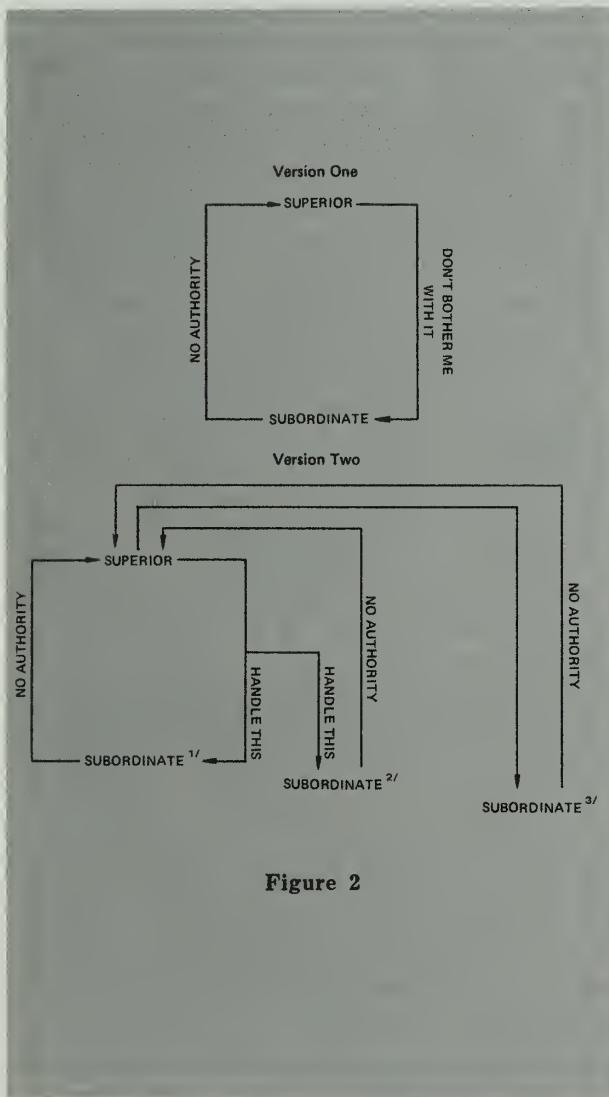 Version One
SUPERIOR
NO AUTHORITY
DON'T BOTHER ME
WITH IT
SUBORDINATE
Version Two
SUPERIOR
NO AUTHORITY
HANDLE THIS
HANDLE THIS
NO AUTHORITY
NO AUTHORITY
SUBORDINATE 1/
SUBORDINATE 2/
SUBORDINATE 3/
Figure 2